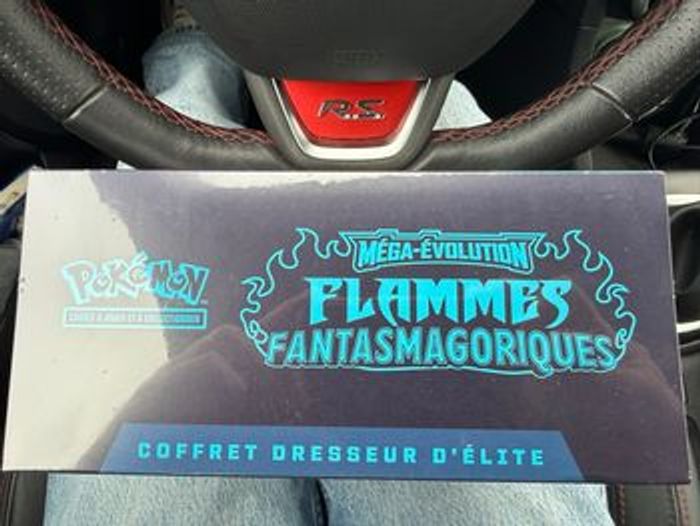 R.S.
POKÉMON
MÉGA-ÉVOLUTION
FLAMMES
FANTASMAGORIQUES
COFFRET DRESSEUR D'ÉLITE